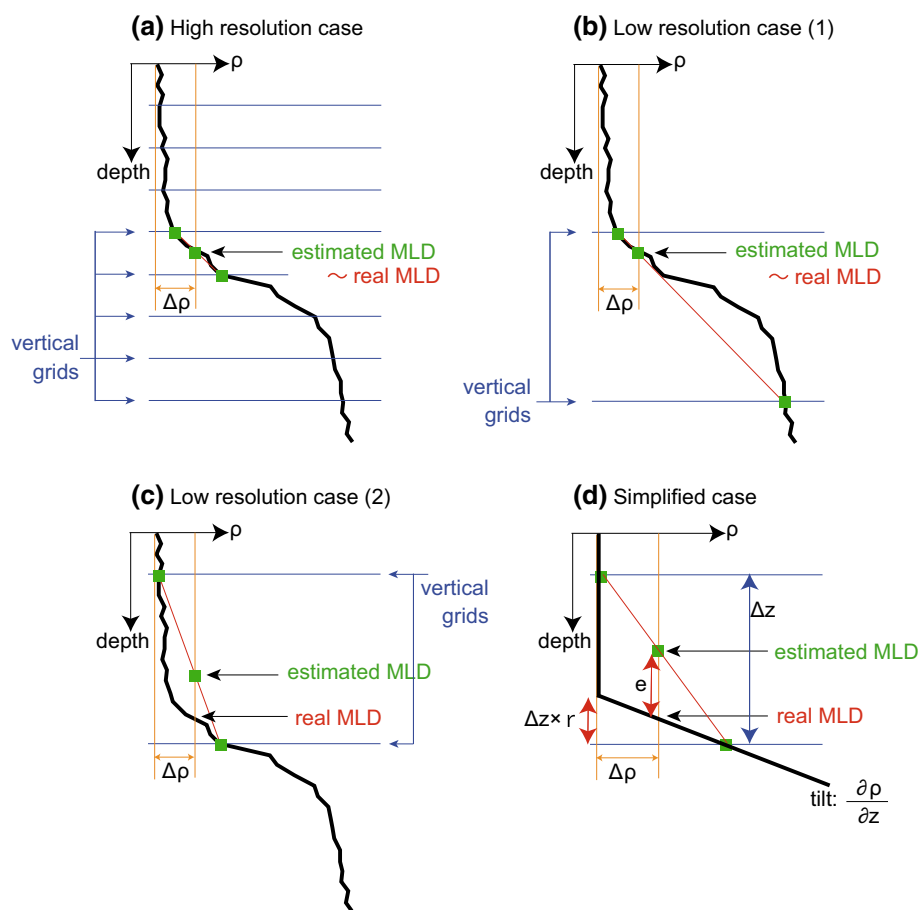 (a) High resolution case
ρ
depth
estimated MLD
～ real MLD
Δρ
vertical
grids
(b) Low resolution case (1)
ρ
depth
estimated MLD
～ real MLD
Δρ
vertical
grids
(c) Low resolution case (2)
ρ
depth
vertical
grids
estimated MLD
real MLD
Δρ
(d) Simplified case
ρ
depth
Δz
estimated MLD
e
real MLD
Δz× r
Δρ
tilt: ∂ρ
∂z